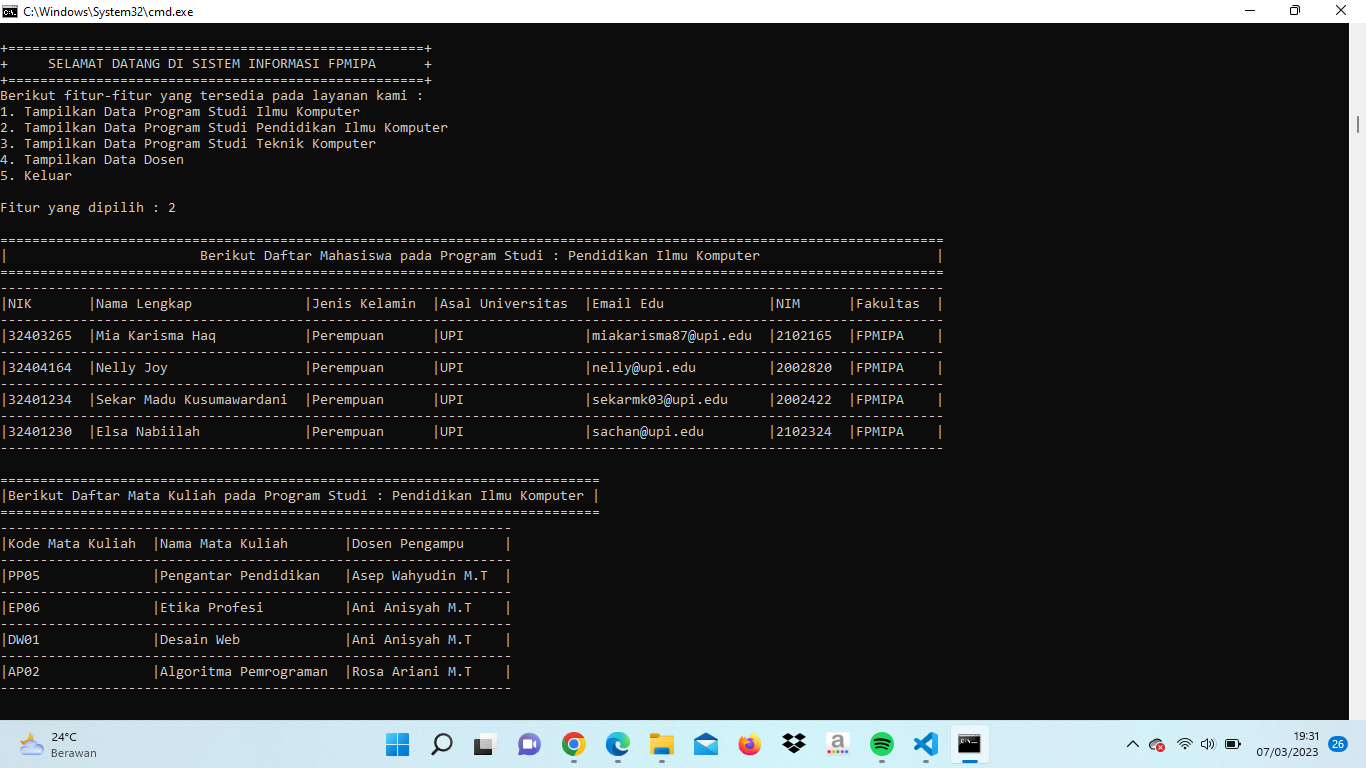 C:\Windows\System32\cmd.exe
+====================================================+
+     SELAMAT DATANG DI SISTEM INFORMASI FPMIPA      +
+====================================================+
Berikut fitur-fitur yang tersedia pada layanan kami :
1. Tampilkan Data Program Studi Ilmu Komputer
2. Tampilkan Data Program Studi Pendidikan Ilmu Komputer
3. Tampilkan Data Program Studi Teknik Komputer
4. Tampilkan Data Dosen
5. Keluar
Fitur yang dipilih : 2
|                        Berikut Daftar Mahasiswa pada Program Studi : Pendidikan Ilmu Komputer                      |
|NIK       |Nama Lengkap              |Jenis Kelamin  |Asal Universitas  |Email Edu             |NIM      |Fakultas  |
|32403265  |Mia Karisma Haq           |Perempuan      |UPI               |miakarisma87@upi.edu  |2102165  |FPMIPA    |
|32404164  |Nelly Joy                 |Perempuan      |UPI               |nelly@upi.edu         |2002820  |FPMIPA    |
|32401234  |Sekar Madu Kusumawardani  |Perempuan      |UPI               |sekarmk03@upi.edu     |2002422  |FPMIPA    |
|32401230  |Elsa Nabiilah             |Perempuan      |UPI               |sachan@upi.edu        |2102324  |FPMIPA    |
|Berikut Daftar Mata Kuliah pada Program Studi : Pendidikan Ilmu Komputer |
|Kode Mata Kuliah  |Nama Mata Kuliah       |Dosen Pengampu     |
|PP05              |Pengantar Pendidikan   |Asep Wahyudin M.T  |
|EP06              |Etika Profesi          |Ani Anisyah M.T    |
|DW01              |Desain Web             |Ani Anisyah M.T    |
|AP02              |Algoritma Pemrograman  |Rosa Ariani M.T    |
24°C
Berawan
19:31
07/03/2023
26